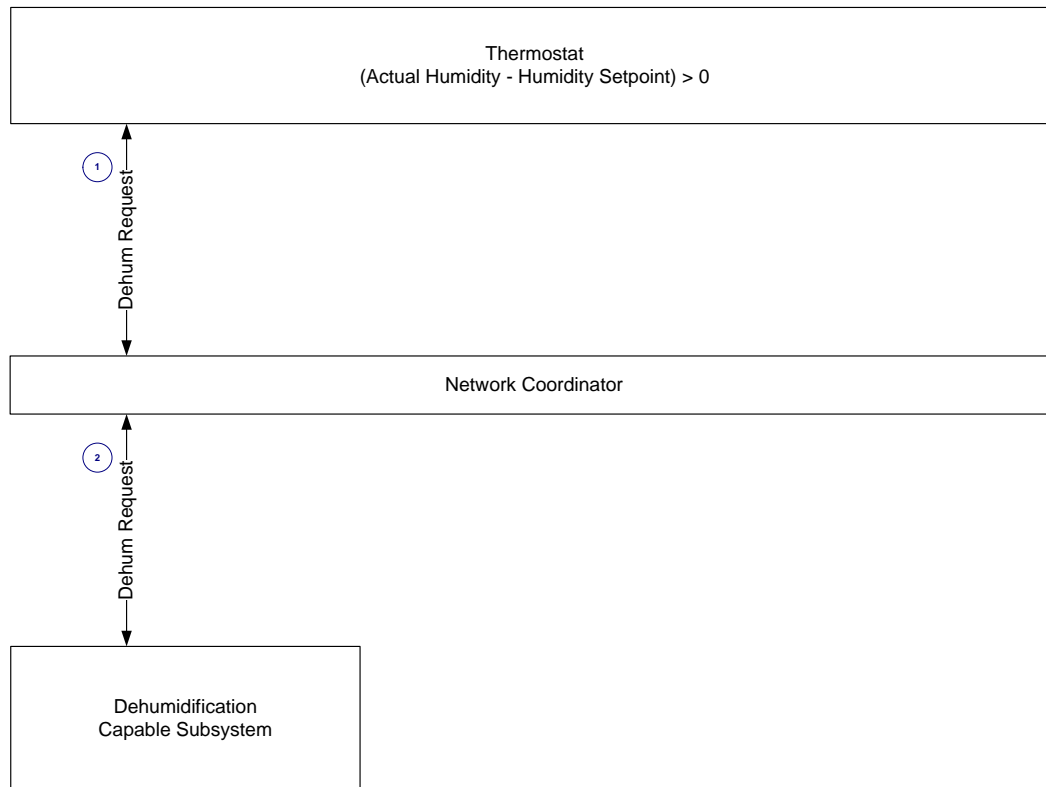 Thermostat
(Actual Humidity - Humidity Setpoint) > 0
1
Dehum Request
Network Coordinator
2
Dehum Request
Dehumidification
Capable Subsystem